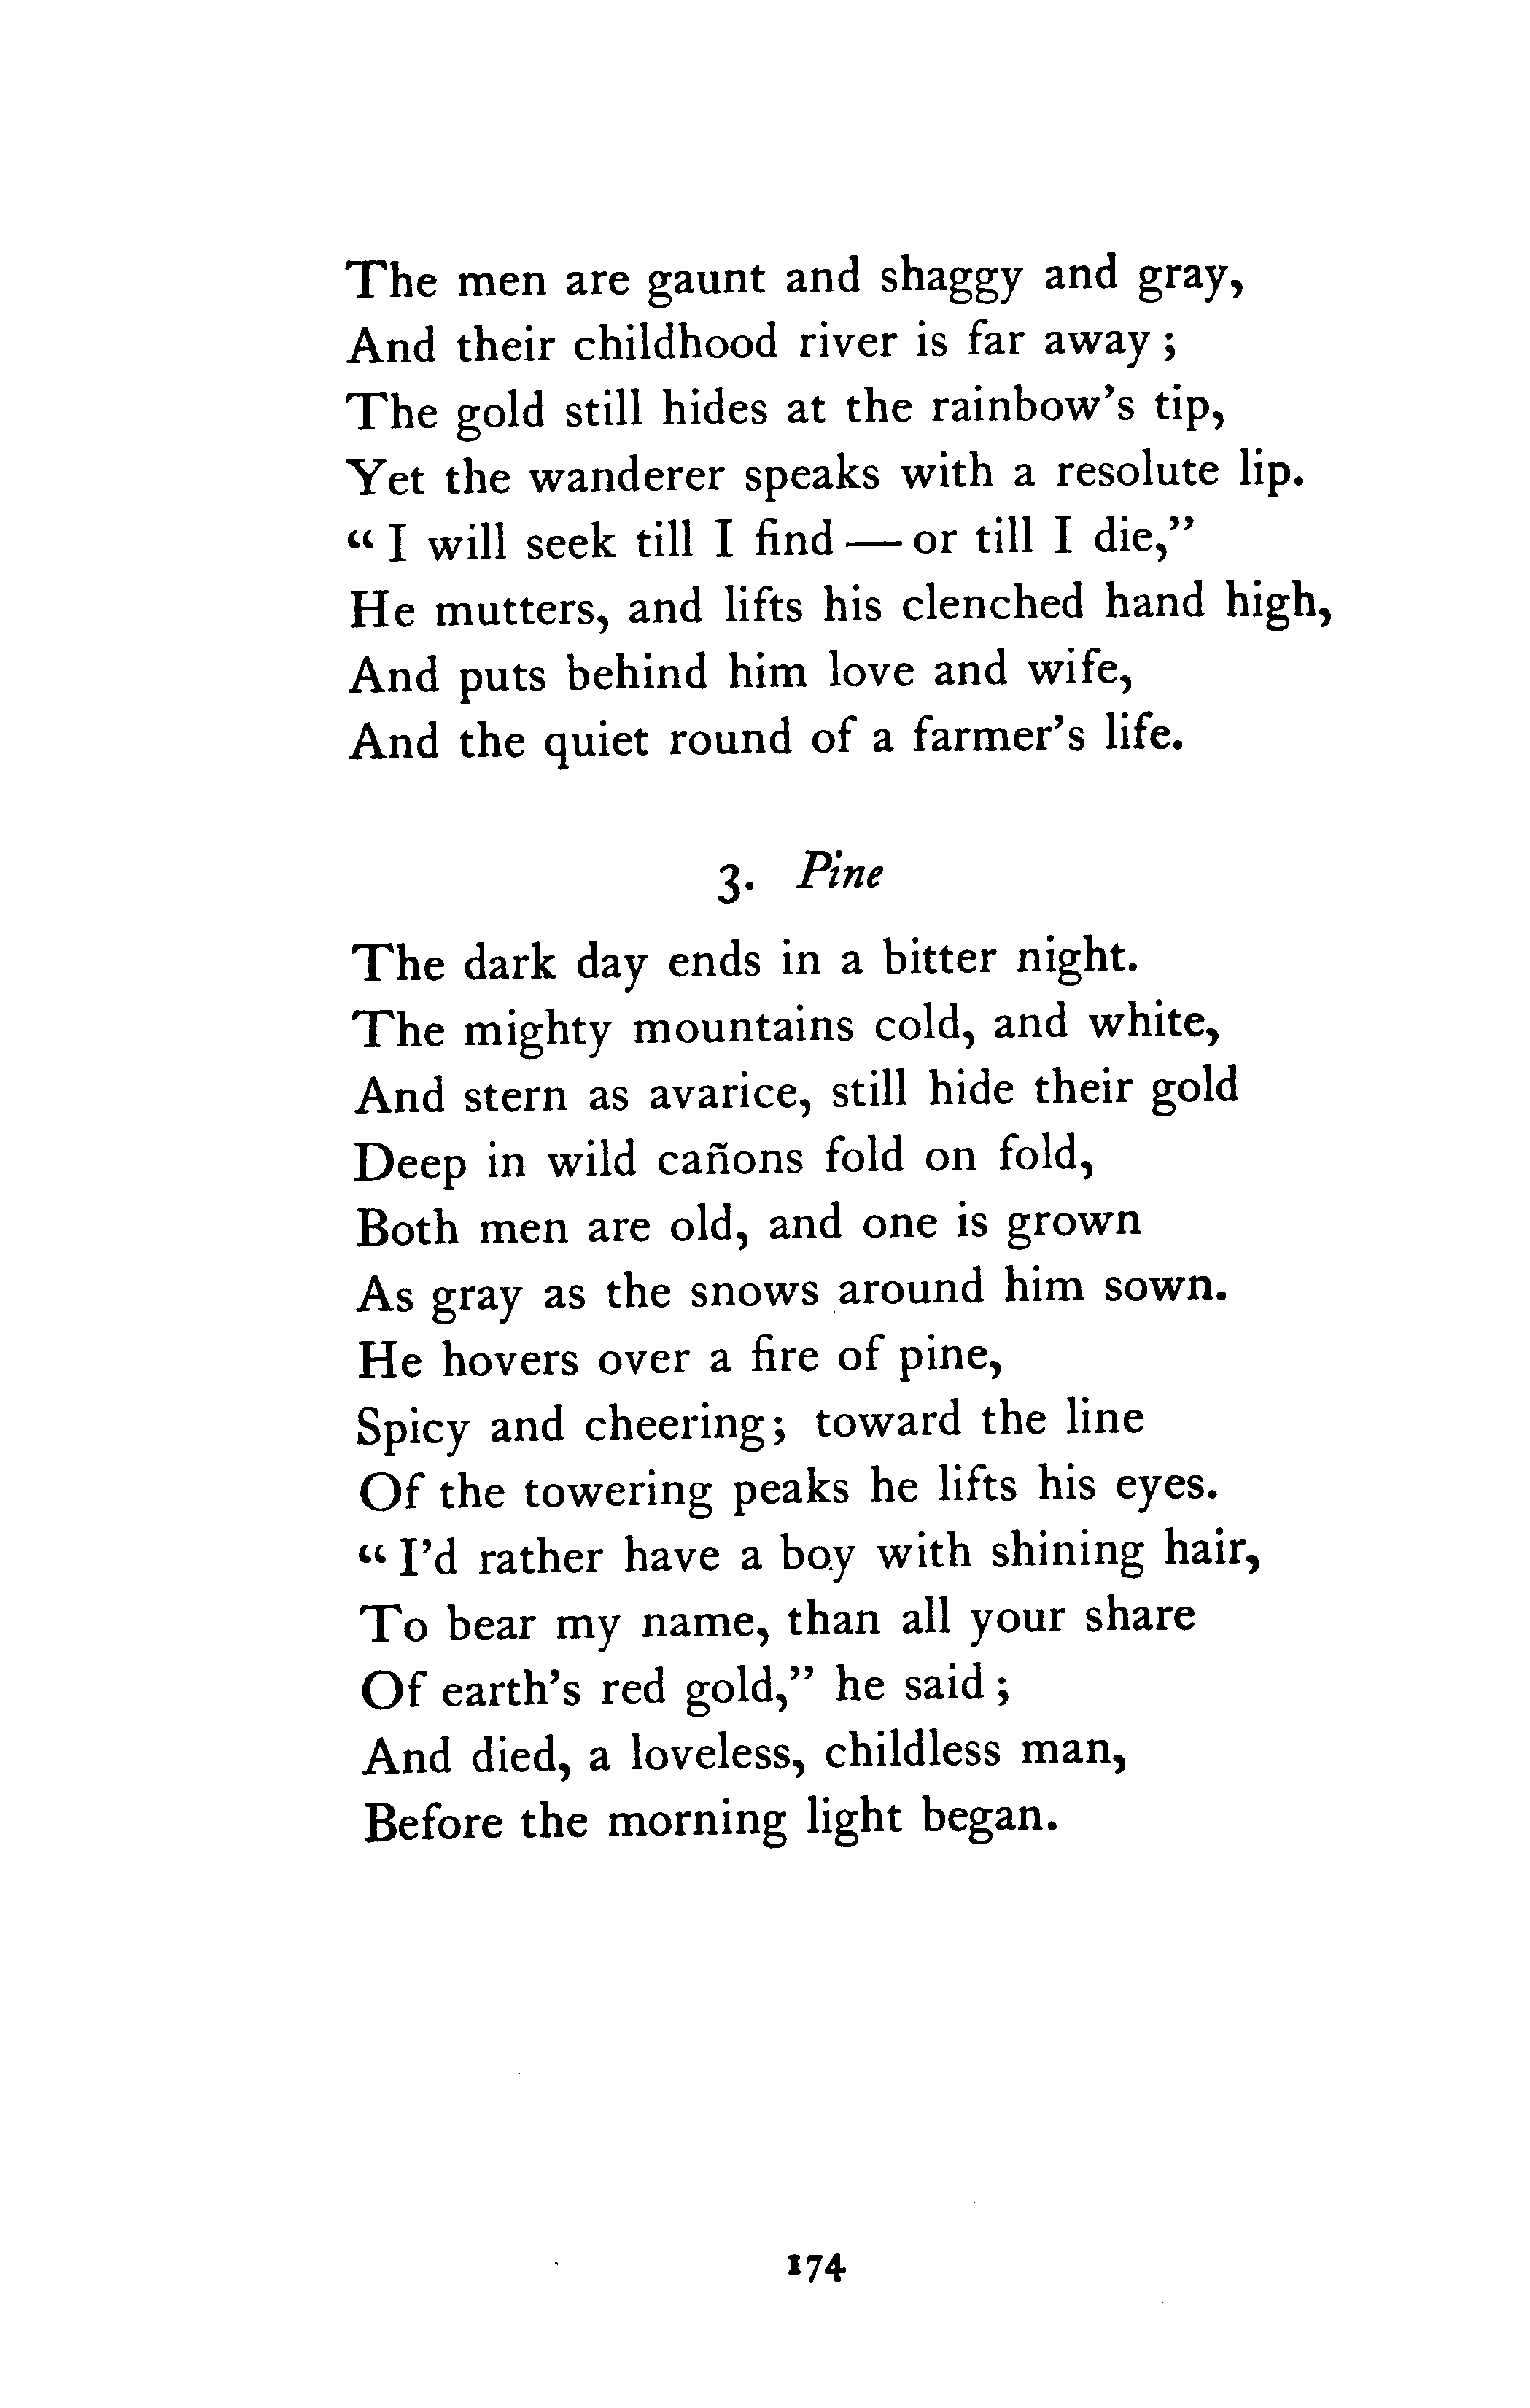 The men are gaunt and shaggy and gray,
And their childhood river is far away;
The gold still hides at the rainbow's tip,
Yet the wanderer speaks with a resolute lip.
“I will seek till I find — or till I die,”
He mutters, and lifts his clenched hand high,
And puts behind him love and wife,
And the quiet round of a farmer's life.
3. Pine
The dark day ends in a bitter night.
The mighty mountains cold, and white,
And stern as avarice, still hide their gold
Deep in wild cañons fold on fold,
Both men are old, and one is grown
As gray as the snows around him sown.
He hovers over a fire of pine,
Spicy and cheering; toward the line
Of the towering peaks he lifts his eyes.
“I'd rather have a boy with shining hair,
To bear my name, than all your share
Of earth's red gold,” he said;
And died, a loveless, childless man,
Before the morning light began.
174